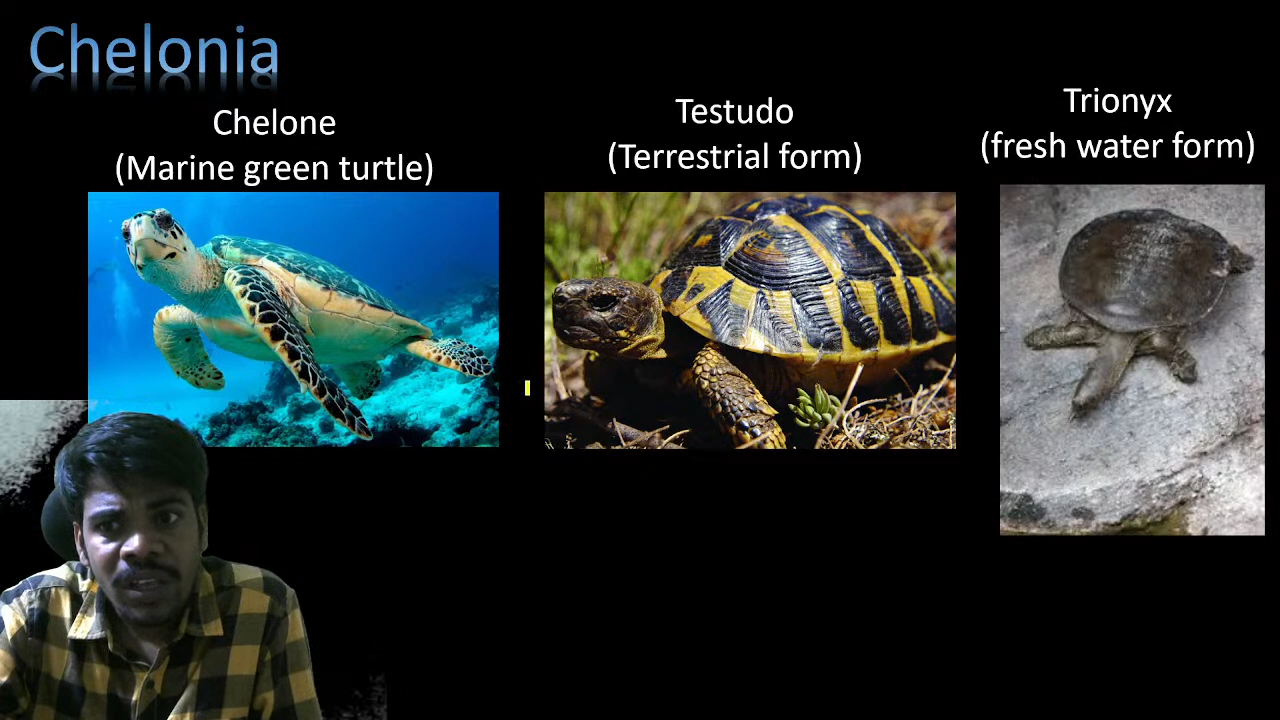 Chelonia
Chelone
(Marine green turtle)
Testudo
(Terrestrial form)
Trionyx
(fresh water form)